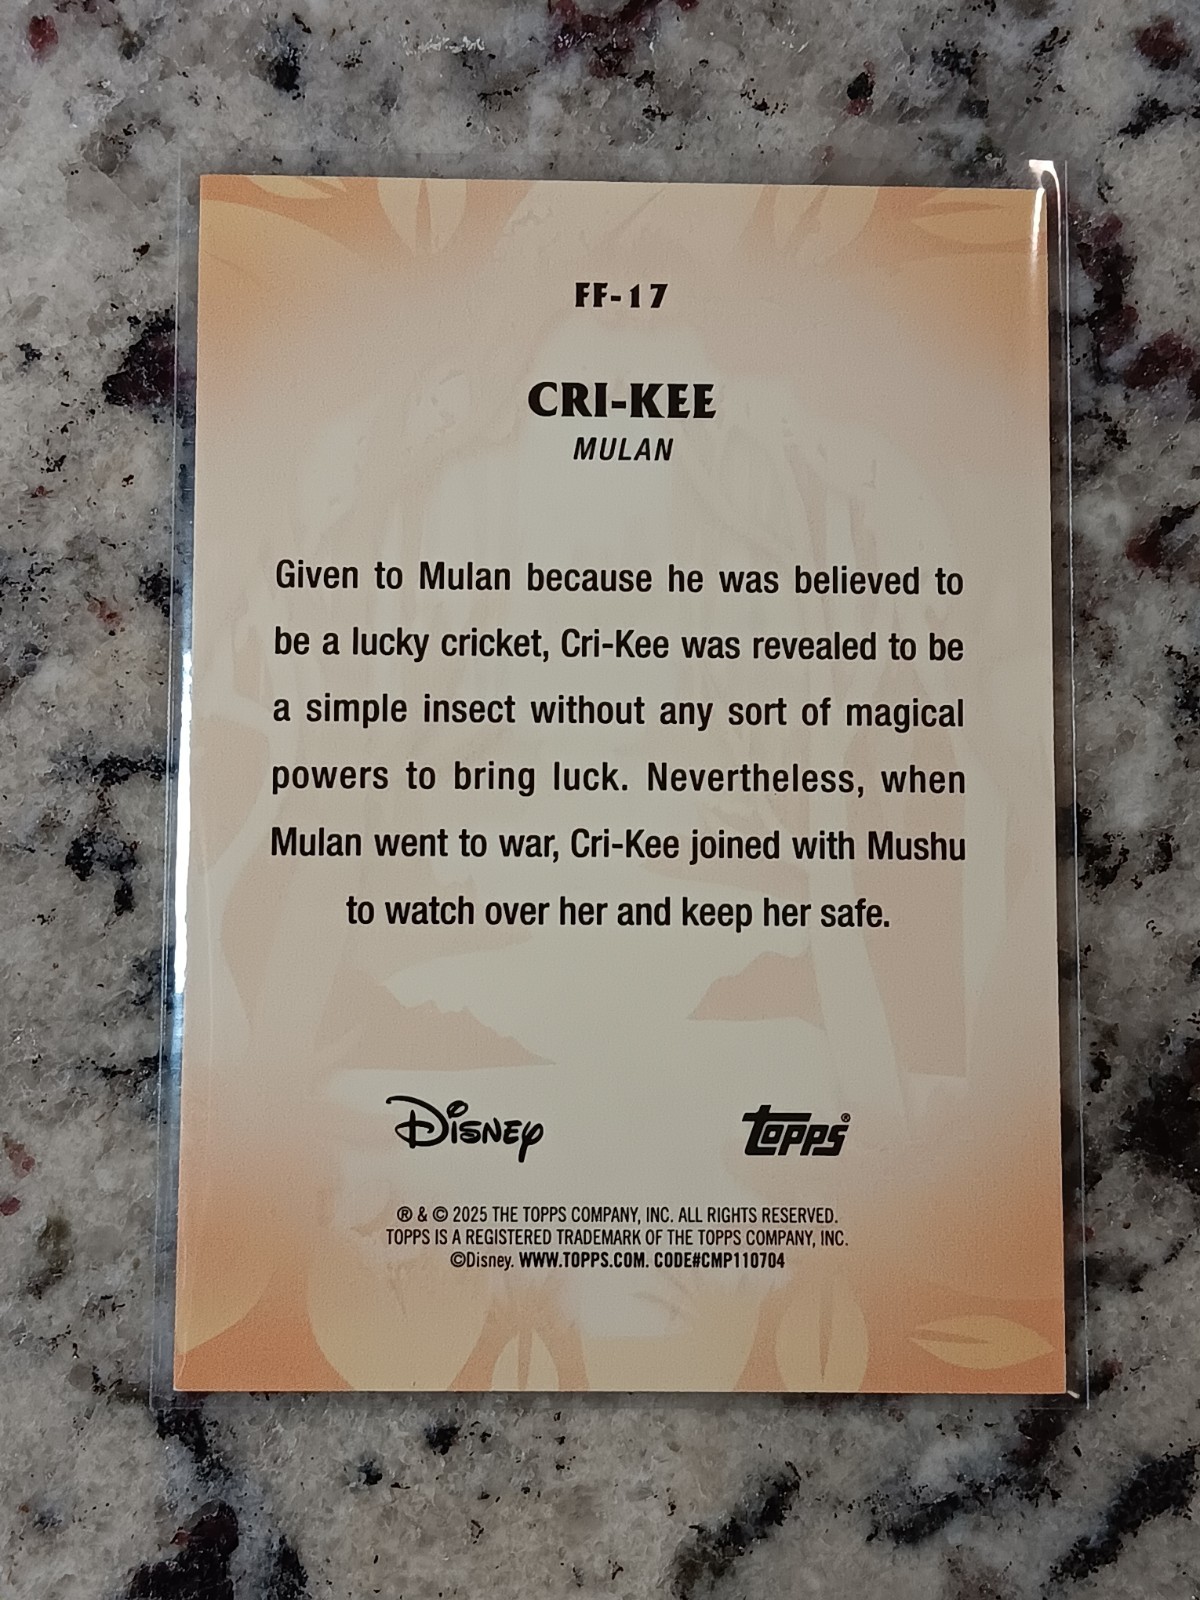 FF-17
CRI-KEE
MULAN
Given to Mulan because he was believed to
be a lucky cricket, Cri-Kee was revealed to be
a simple insect without any sort of magical
powers to bring luck. Nevertheless, when
Mulan went to war, Cri-Kee joined with Mushu
to watch over her and keep her safe.
Disney topps®
® & © 2025 THE TOPPS COMPANY, INC. ALL RIGHTS RESERVED.
TOPPS IS A REGISTERED TRADEMARK OF THE TOPPS COMPANY, INC.
©Disney. WWW.TOPPS.COM. CODE#CMP110704